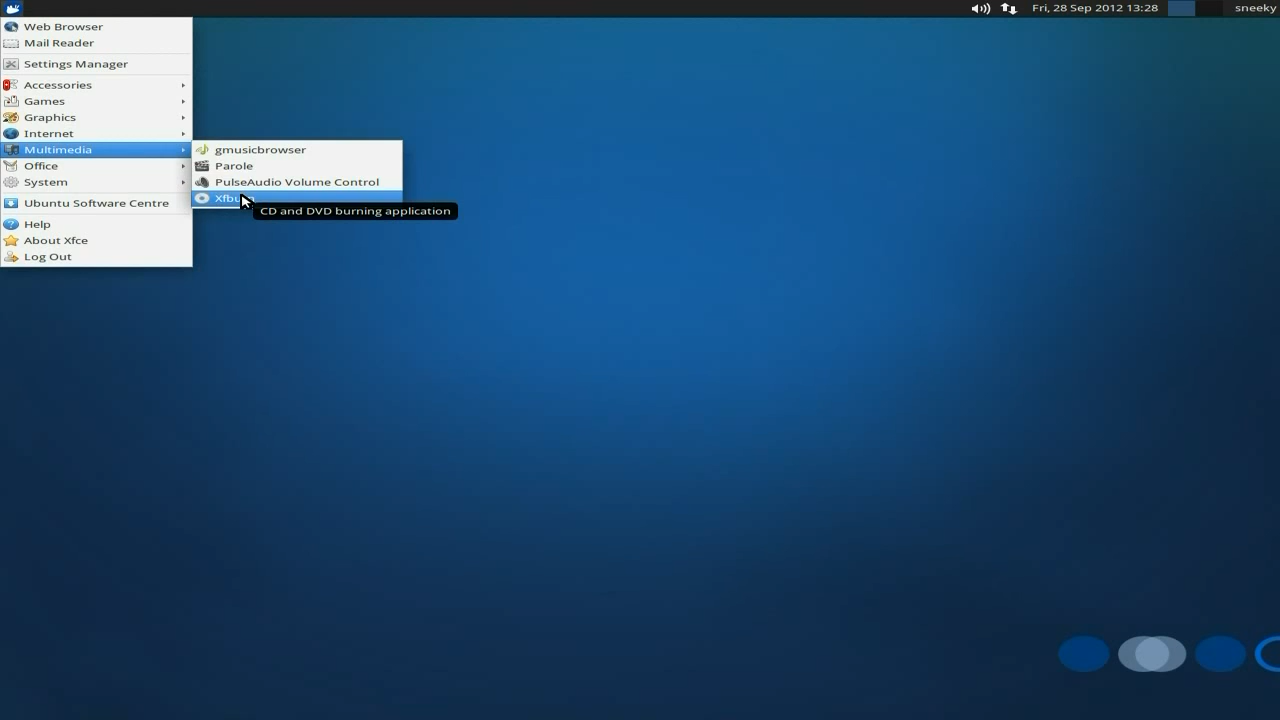 Fri, 28 Sep 2012 13:28
sneeky
Web Browser
Mail Reader
Settings Manager
Accessories
Games
Graphics
Internet
Multimedia
Office
System
Ubuntu Software Centre
Help
About Xfce
Log Out
gmusicbrowser
Parole
PulseAudio Volume Control
CD and DVD burning application